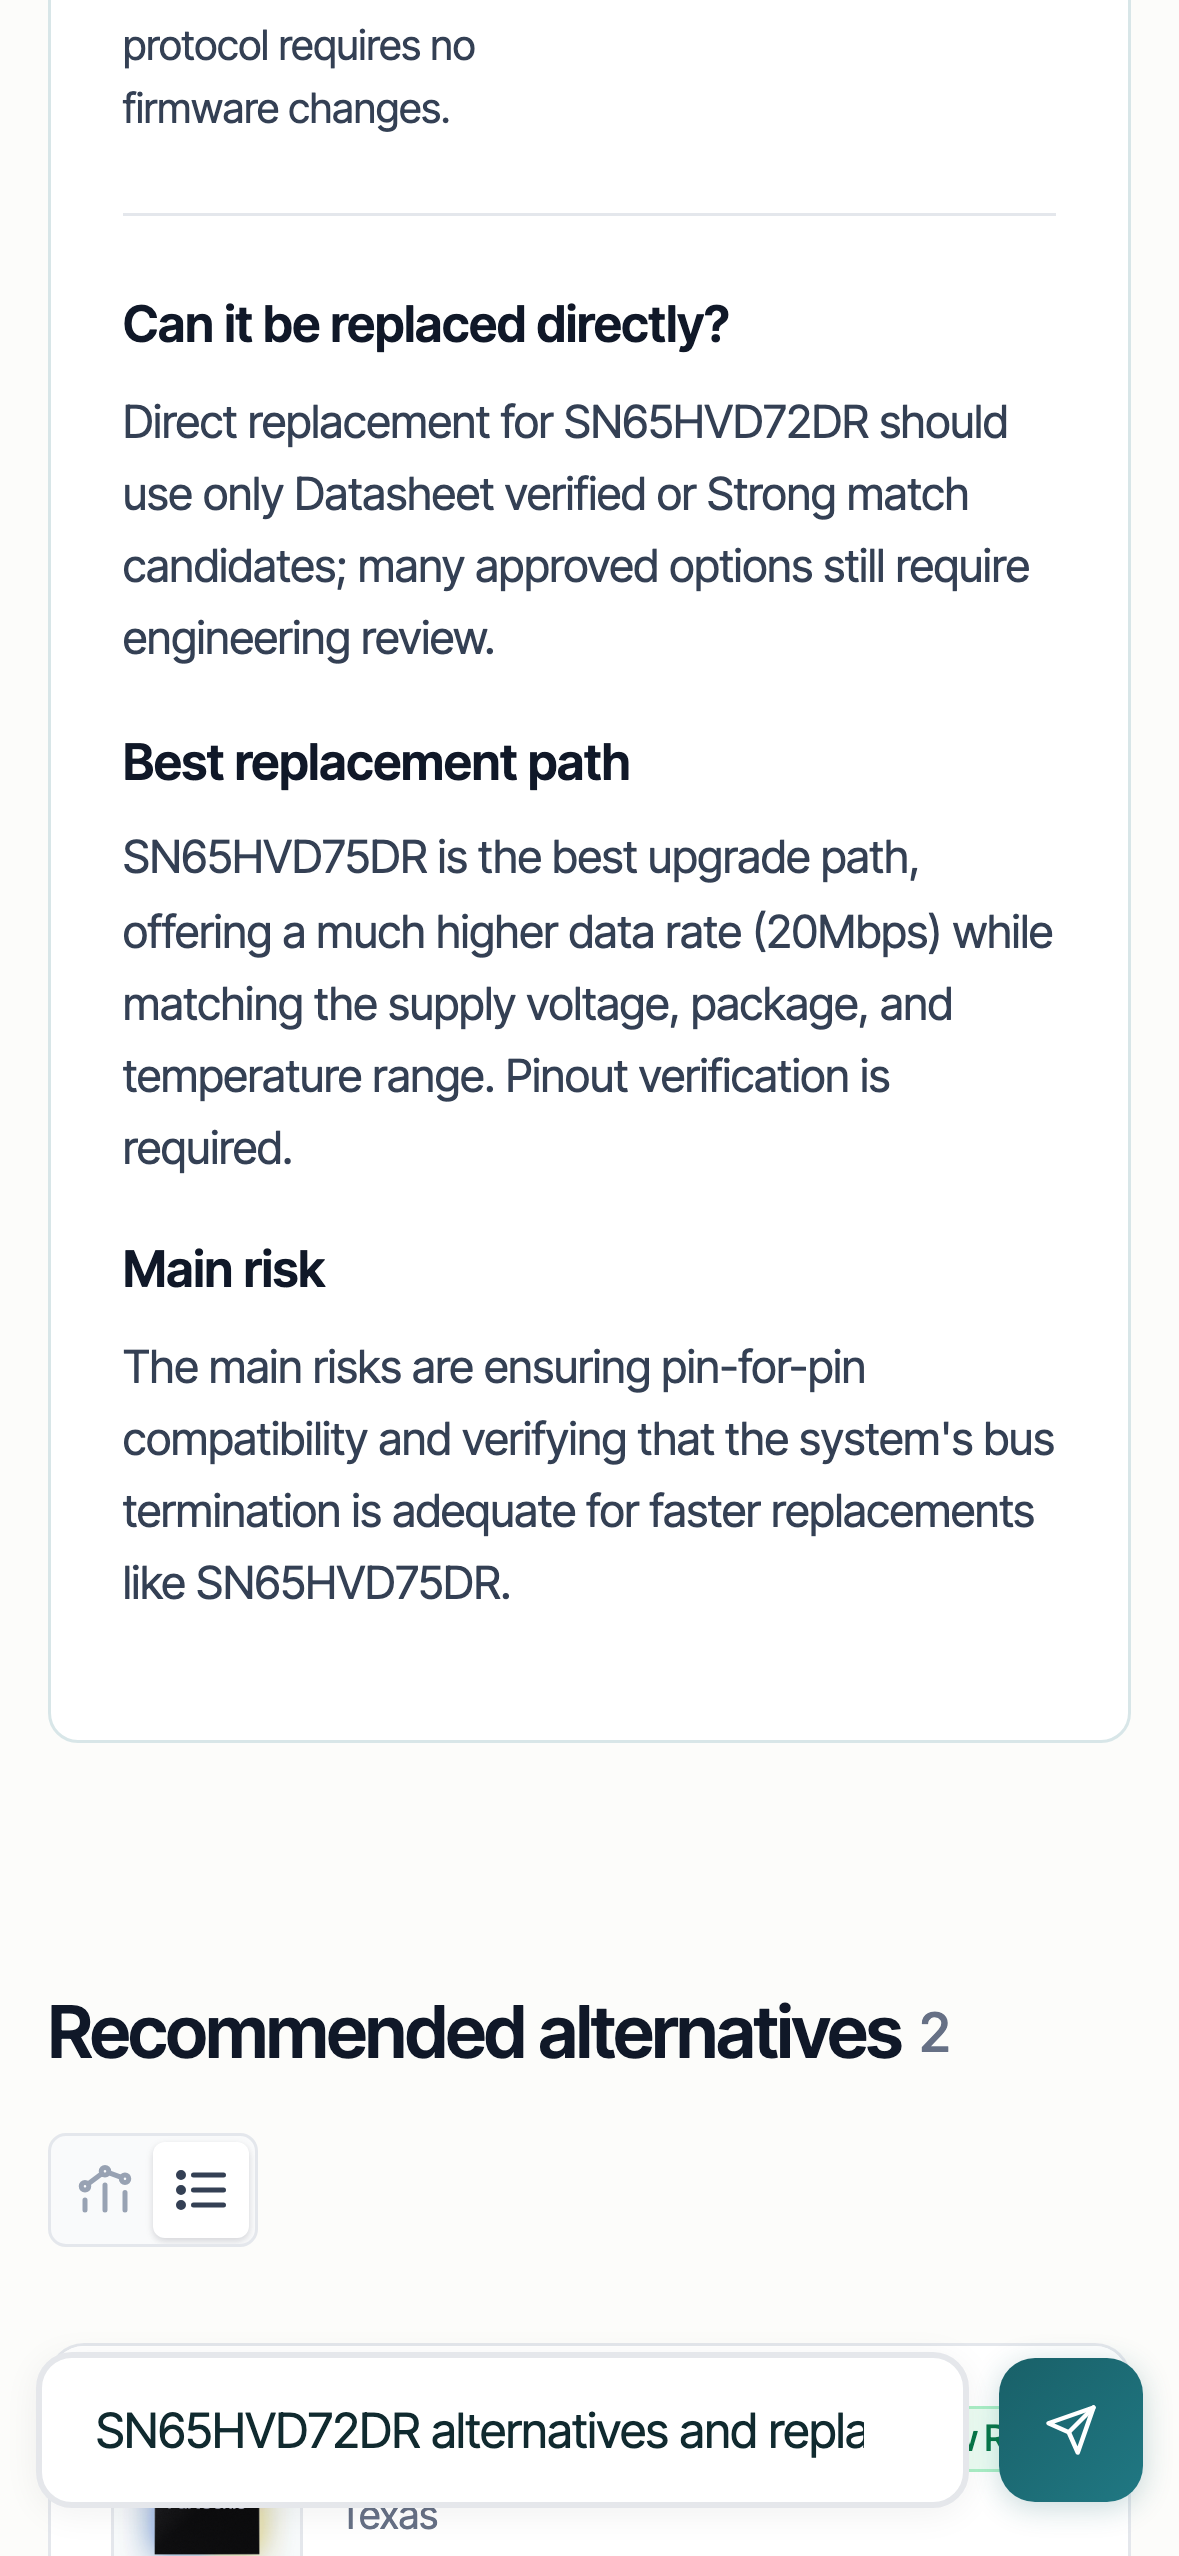 protocol requires no
firmware changes.
Can it be replaced directly?
Direct replacement for SN65HVD72DR should
use only Datasheet verified or Strong match
candidates; many approved options still require
engineering review.
Best replacement path
SN65HVD75DR is the best upgrade path,
offering a much higher data rate (20Mbps) while
matching the supply voltage, package, and
temperature range. Pinout verification is
required.
Main risk
The main risks are ensuring pin-for-pin
compatibility and verifying that the system's bus
termination is adequate for faster replacements
like SN65HVD75DR.
Recommended alternatives 2
SN65HVD72DR alternatives and repla
Texas